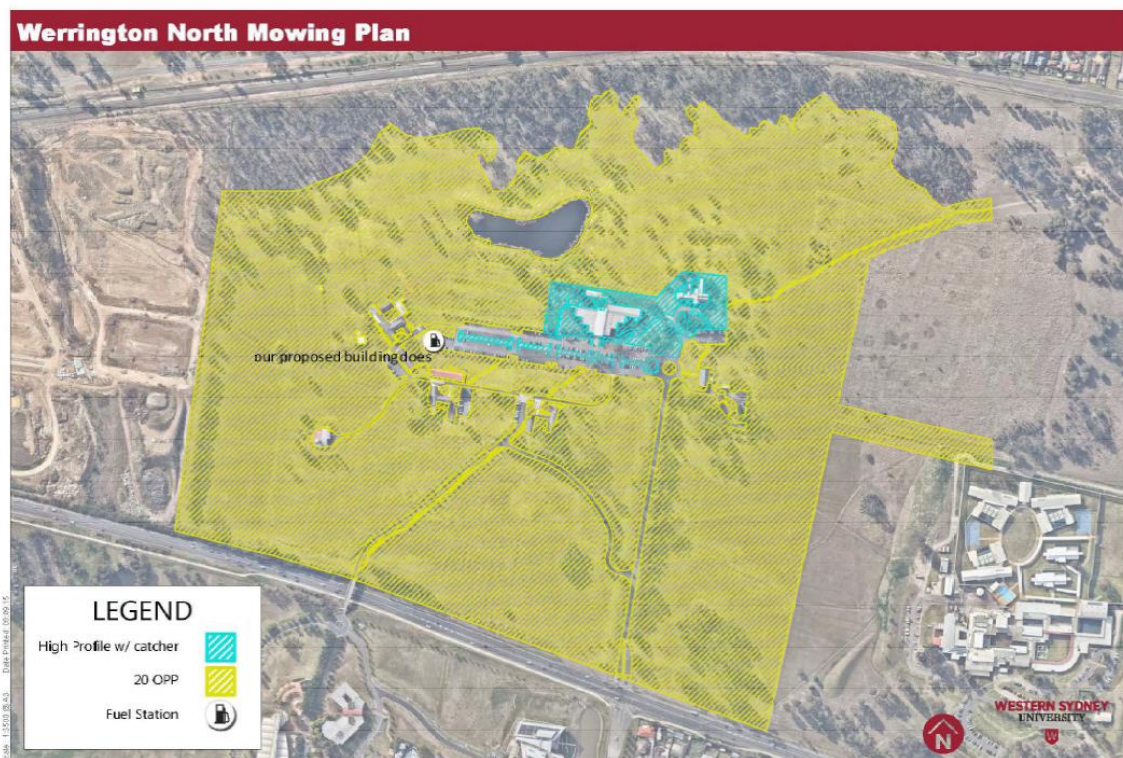 Werrington North Mowing Plan
our proposed building does
LEGEND
High Profile w/ catcher
20 OPP
Fuel Station
N
WESTERN SYDNEY
UNIVERSITY
W